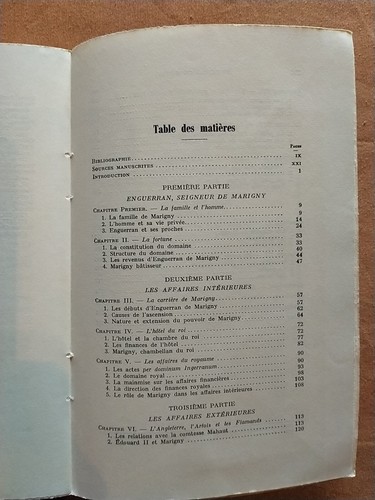 Table des matières
Pages
BIBLIOGRAPHIE IX
SOURCES MANUSCRITES XXI
INTRODUCTION 1
PREMIÈRE PARTIE
ENGUERRAN, SEIGNEUR DE MARIGNY
CHAPITRE PREMIER. — La famille et l'homme. 9
1. La famille de Marigny 9
2. L'homme et sa vie privée. 14
3. Enguerran et ses proches 24
CHAPITRE II. — La fortune 33
1. La constitution du domaine 33
2. Structure du domaine. 40
3. Les revenus d'Enguerran de Marigny 44
4. Marigny bâtisseur 47
DEUXIÈME PARTIE
LES AFFAIRES INTÉRIEURES
CHAPITRE III. — La carrière de Marigny. 57
1. Les débuts d'Enguerran de Marigny 57
2. Causes de l'ascension 62
3. Nature et extension du pouvoir de Marigny 64
CHAPITRE IV. — L'hôtel du roi 72
1. L'hôtel et la chambre du roi 72
2. Les finances de l'hôtel 77
3. Marigny, chambellan du roi 82
CHAPITRE V. — Les affaires du royaume 90
1. Les actes per dominum Ingerranum 90
2. Le domaine royal 94
3. La mainmise sur les affaires financières 103
4. La direction des finances royales 103
5. Le rôle de Marigny dans les affaires intérieures 108
TROISIÈME PARTIE
LES AFFAIRES EXTÉRIEURES
CHAPITRE VI. — L'Angleterre, l'Artois et les Flamands 115
1. Les relations avec la comtesse Mahaut 115
2. Édouard II et Marigny 120